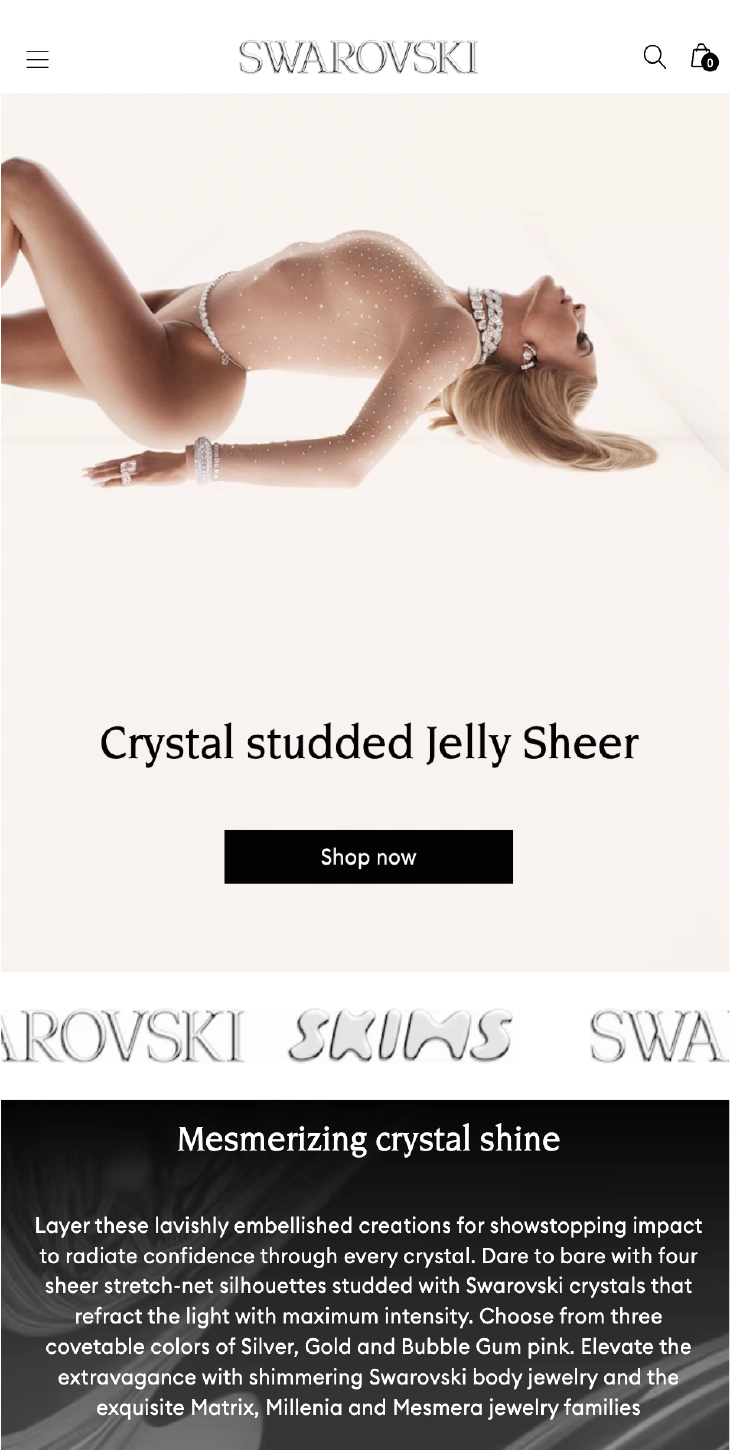 SWAROVSKI
0
Crystal studded Jelly Sheer
Shop now
AROVSKI SKIMS SWA
Mesmerizing crystal shine
Layer these lavishly embellished creations for showstopping impact
to radiate confidence through every crystal. Dare to bare with four
sheer stretch-net silhouettes studded with Swarovski crystals that
refract the light with maximum intensity. Choose from three
covetable colors of Silver, Gold and Bubble Gum pink. Elevate the
extravagance with shimmering Swarovski body jewelry and the
exquisite Matrix, Millenia and Mesmera jewelry families